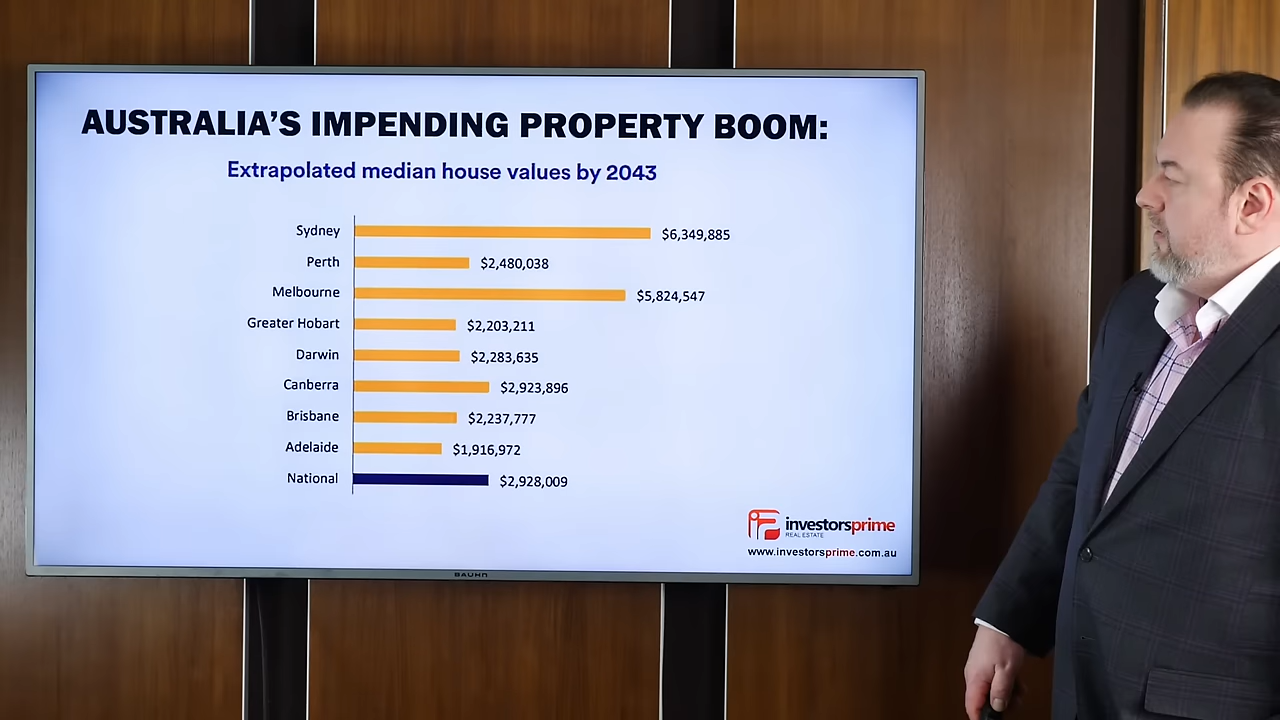 AUSTRALIA'S IMPENDING PROPERTY BOOM:
Extrapolated median house values by 2043
Sydney $6,349,885
Perth $2,480,038
Melbourne $5,824,547
Greater Hobart $2,203,211
Darwin $2,283,635
Canberra $2,923,896
Brisbane $2,237,777
Adelaide $1,916,972
National $2,928,009
investorsprime
REAL ESTATE
www.investorsprime.com.au
BAUHN